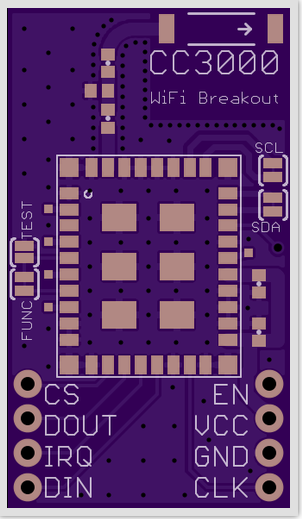 CC3000
WiFi Breakout
SCL
SDA
TEST
FUNC
CS
EN
DOUT
VCC
IRQ
GND
DIN
CLK